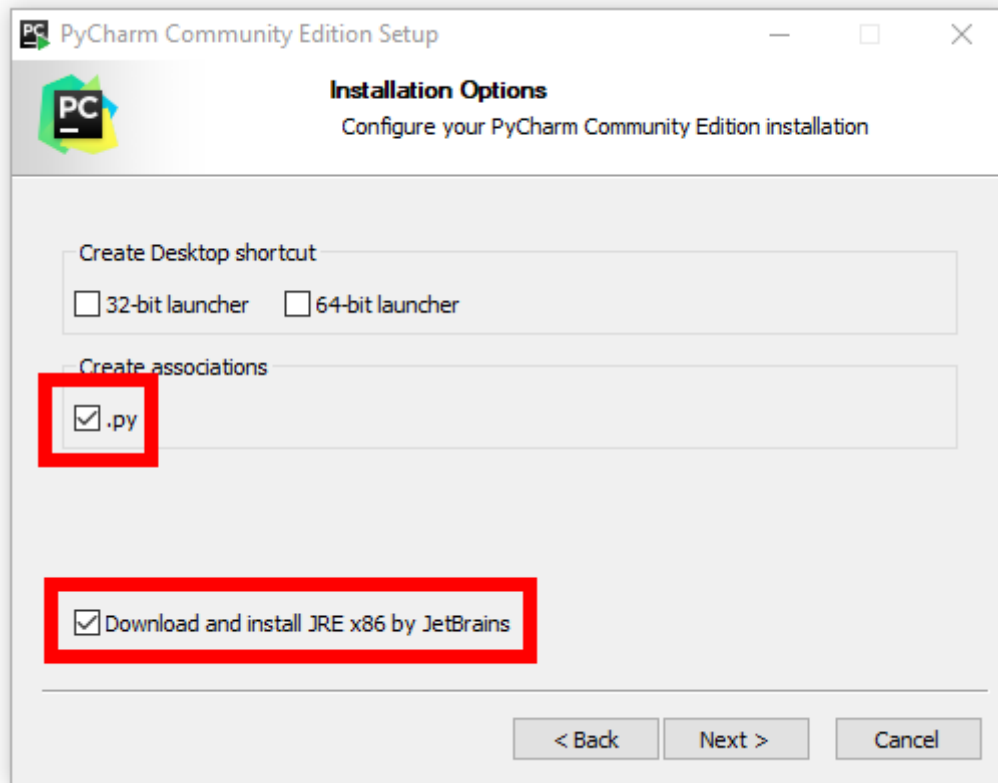 PyCharm Community Edition Setup
PC
Installation Options
Configure your PyCharm Community Edition installation
Create Desktop shortcut
32-bit launcher 64-bit launcher
Create associations
.py
Download and install JRE x86 by JetBrains
< Back Next > Cancel